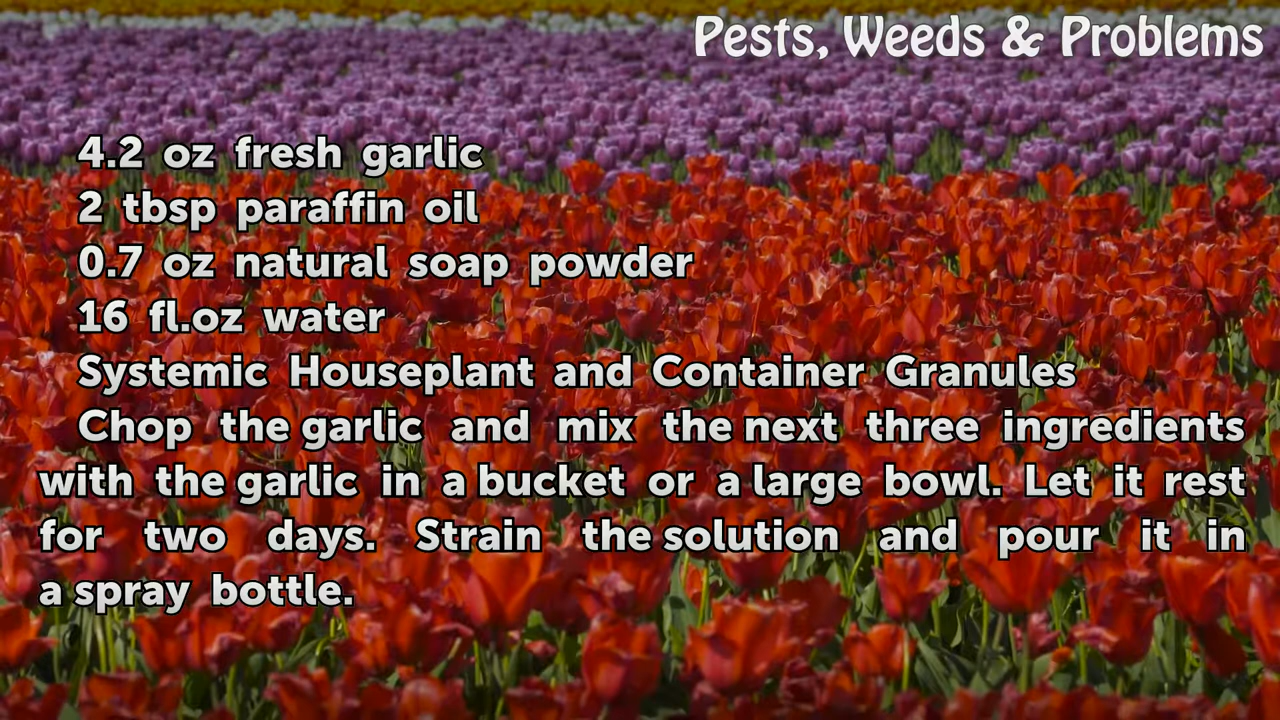 Pests, Weeds & Problems
4.2 oz fresh garlic
2 tbsp paraffin oil
0.7 oz natural soap powder
16 fl.oz water
Systemic Houseplant and Container Granules
Chop the garlic and mix the next three ingredients
with the garlic in a bucket or a large bowl. Let it rest
for two days. Strain the solution and pour it in
a spray bottle.